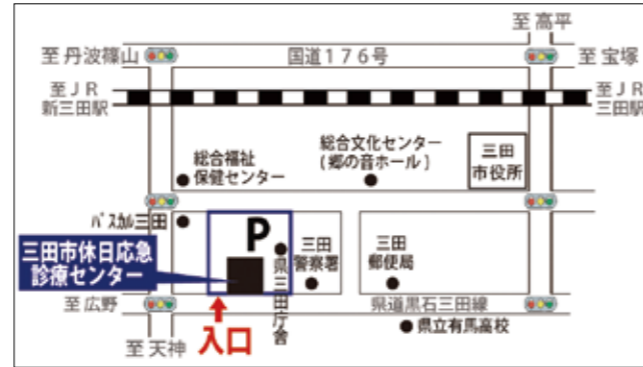 至 高平
至 丹波篠山
国道１７６号
至 宝塚
至ＪＲ
新三田駅
至ＪＲ
三田駅
総合福祉
保健センター
総合文化センター
(郷の音ホール)
三田
市役所
パスカル三田
P
県三田庁舎
三田
警察署
三田
郵便局
三田市休日応急
診療センター
至 広野
県道黒石三田線
入口
県立有馬高校
至 天神